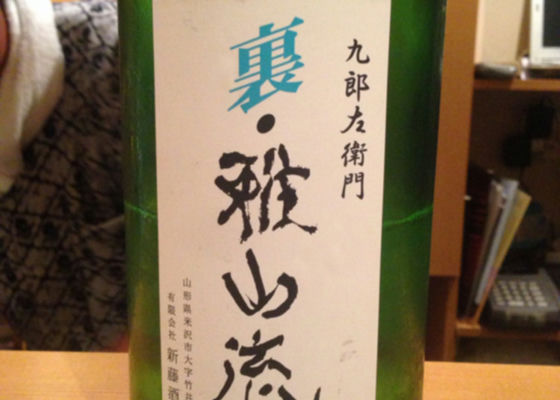 九郎左衛門
裏・雅山流
山形県米沢市大字竹井
有限会社 新藤酒